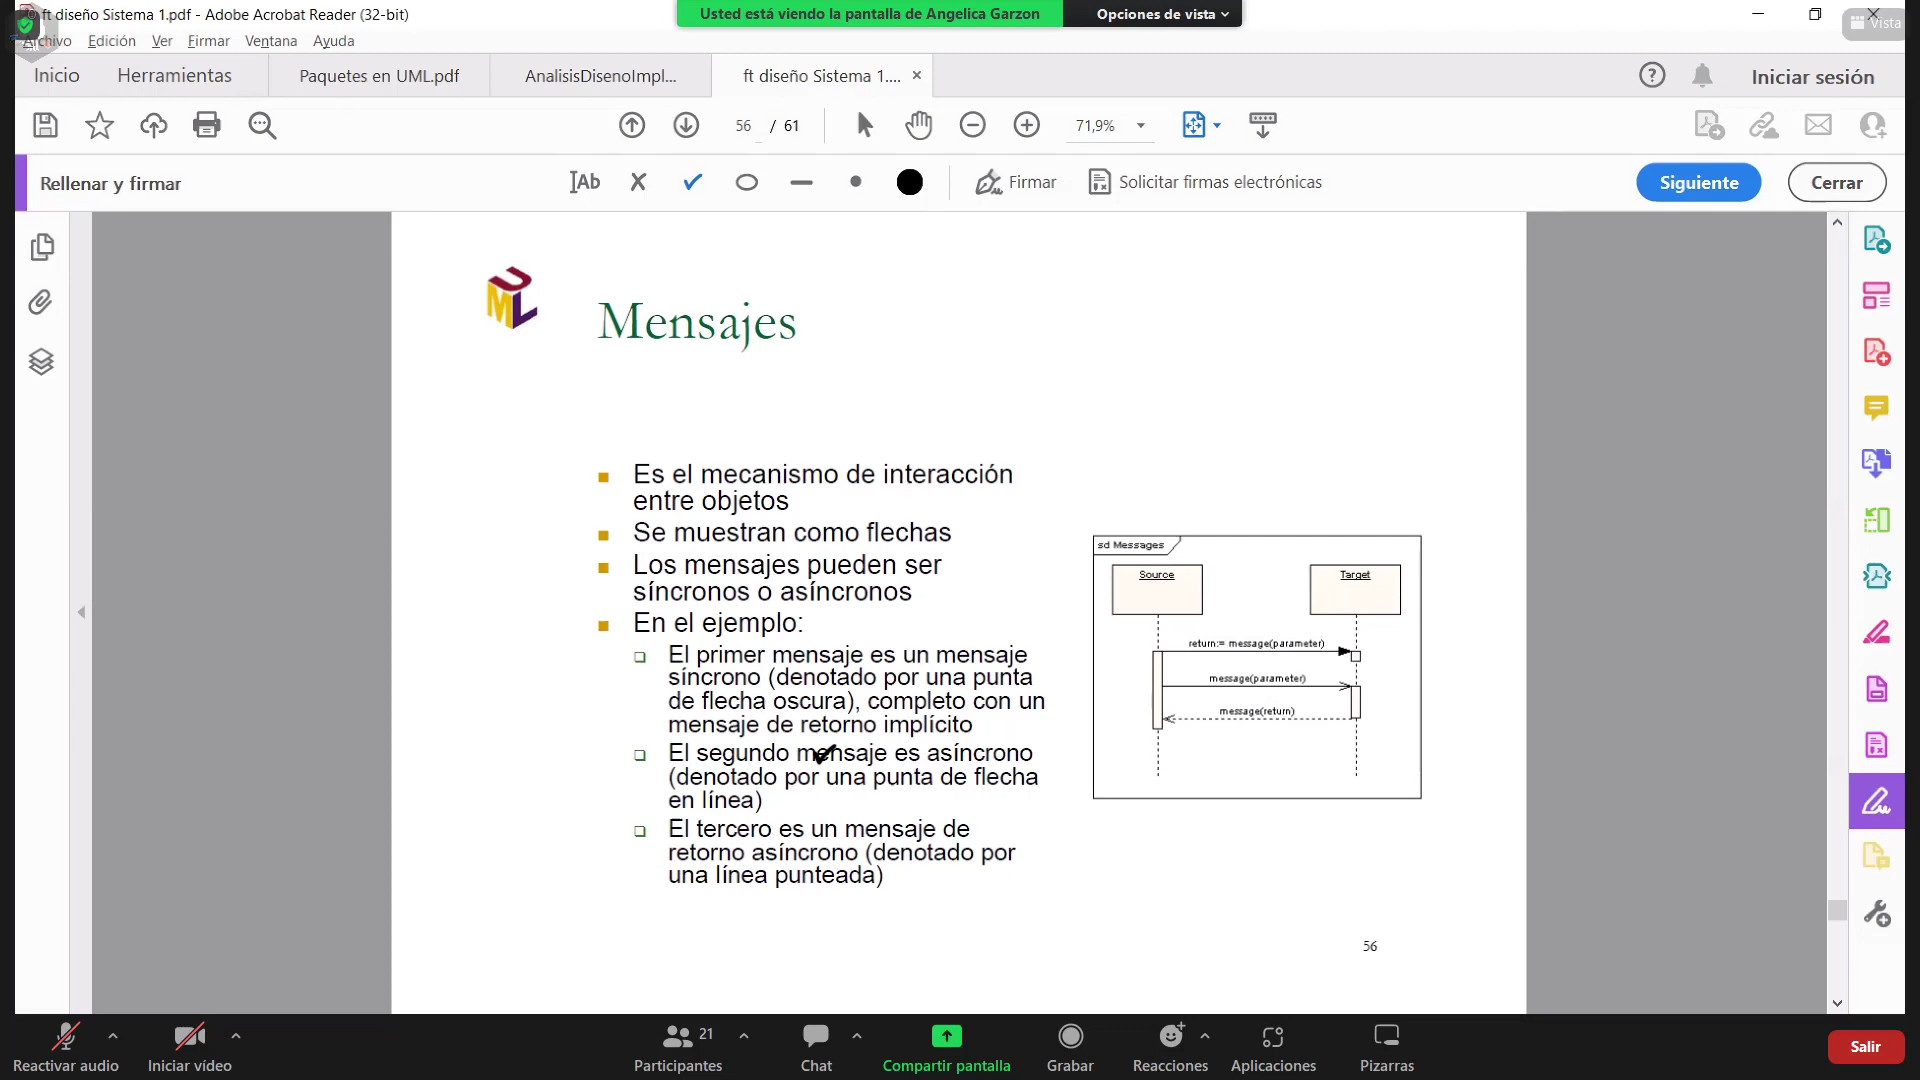 ft diseño Sistema 1.pdf - Adobe Acrobat Reader (32-bit)
Usted está viendo la pantalla de Angelica Garzon
Opciones de vista
Vista
Archivo Edición Ver Firmar Ventana Ayuda
Inicio Herramientas Paquetes en UML.pdf AnalisisDisenoImpl... ft diseño Sistema 1.... × Iniciar sesión
56 / 61 71,9%
Rellenar y firmar Ab Firmar Solicitar firmas electrónicas Siguiente Cerrar
UML
Mensajes
Es el mecanismo de interacción
entre objetos
Se muestran como flechas
Los mensajes pueden ser
síncronos o asíncronos
En el ejemplo:
El primer mensaje es un mensaje
síncrono (denotado por una punta
de flecha oscura), completo con un
mensaje de retorno implícito
El segundo mensaje es asíncrono
(denotado por una punta de flecha
en línea)
El tercero es un mensaje de
retorno asíncrono (denotado por
una línea punteada)
sd Messages
Source Target
return:= message(parameter)
message(parameter)
message(return)
56
Reactivar audio Iniciar vídeo Participantes 21 Chat Compartir pantalla Grabar Reacciones Aplicaciones Pizarras Salir